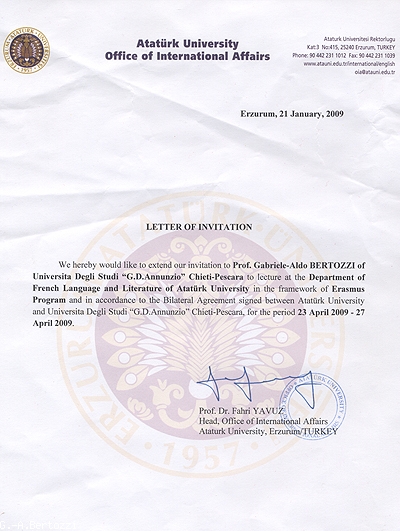 Atatürk University
Office of International Affairs
Ataturk Universitesi Rektorlugu
Kat:3 No:415, 25240 Erzurum, TURKEY
Phone: 90 442 231 1012 Fax: 90 442 231 1039
www.atauni.edu.tr/international/english
oia@atauni.edu.tr
Erzurum, 21 January, 2009
LETTER OF INVITATION
We hereby would like to extend our invitation to Prof. Gabriele-Aldo BERTOZZI of
Universita Degli Studi “G.D.Annunzio” Chieti-Pescara to lecture at the Department of
French Language and Literature of Atatürk University in the framework of Erasmus
Program and in accordance to the Bilateral Agreement signed between Atatürk University
and Universita Degli Studi “G.D.Annunzio” Chieti-Pescara, for the period 23 April 2009 - 27
April 2009.
Prof. Dr. Fahri YAVUZ
Head, Office of International Affairs
Ataturk University, Erzurum/TURKEY
1957